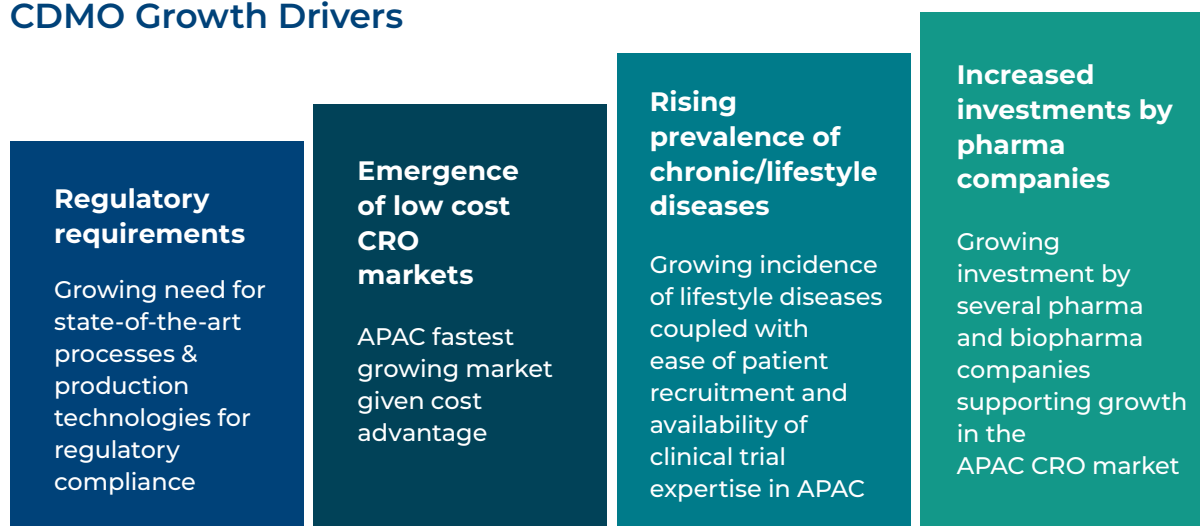 CDMO Growth Drivers
Regulatory
requirements
Growing need for
state-of-the-art
processes &
production
technologies for
regulatory
compliance
Emergence
of low cost
CRO
markets
APAC fastest
growing market
given cost
advantage
Rising
prevalence of
chronic/lifestyle
diseases
Growing incidence
of lifestyle diseases
coupled with
ease of patient
recruitment and
availability of
clinical trial
expertise in APAC
Increased
investments by
pharma
companies
Growing
investment by
several pharma
and biopharma
companies
supporting growth
in the
APAC CRO market